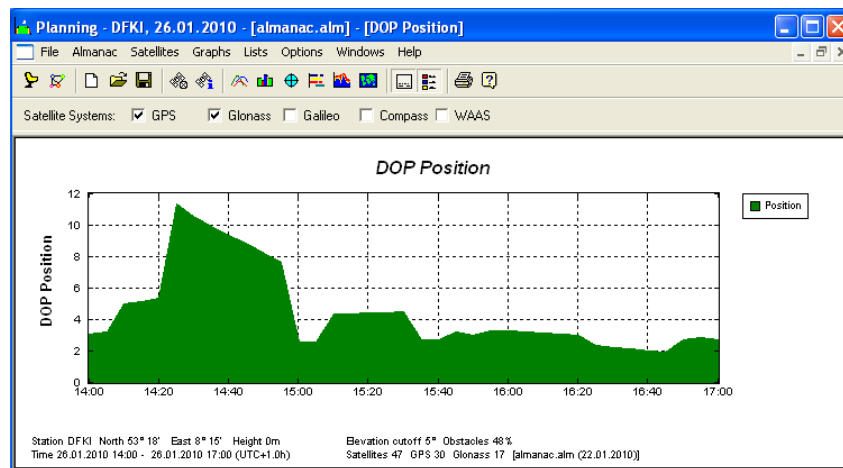 Planning - DFKI, 26.01.2010 - [almanac.alm] - [DOP Position]
File Almanac Satellites Graphs Lists Options Windows Help
Satellite Systems: GPS Glonass Galileo Compass WAAS
DOP Position
Position
DOP Position
12
10
8
6
4
2
0
14:00 14:20 14:40 15:00 15:20 15:40 16:00 16:20 16:40 17:00
Station DFKI North 53° 18' East 8° 15' Height 0m Elevation cutoff 5° Obstacles 48%
Time 26.01.2010 14:00 - 26.01.2010 17:00 (UTC+1.0h) Satellites 47 GPS 30 Glonass 17 [almanac.alm (22.01.2010)]